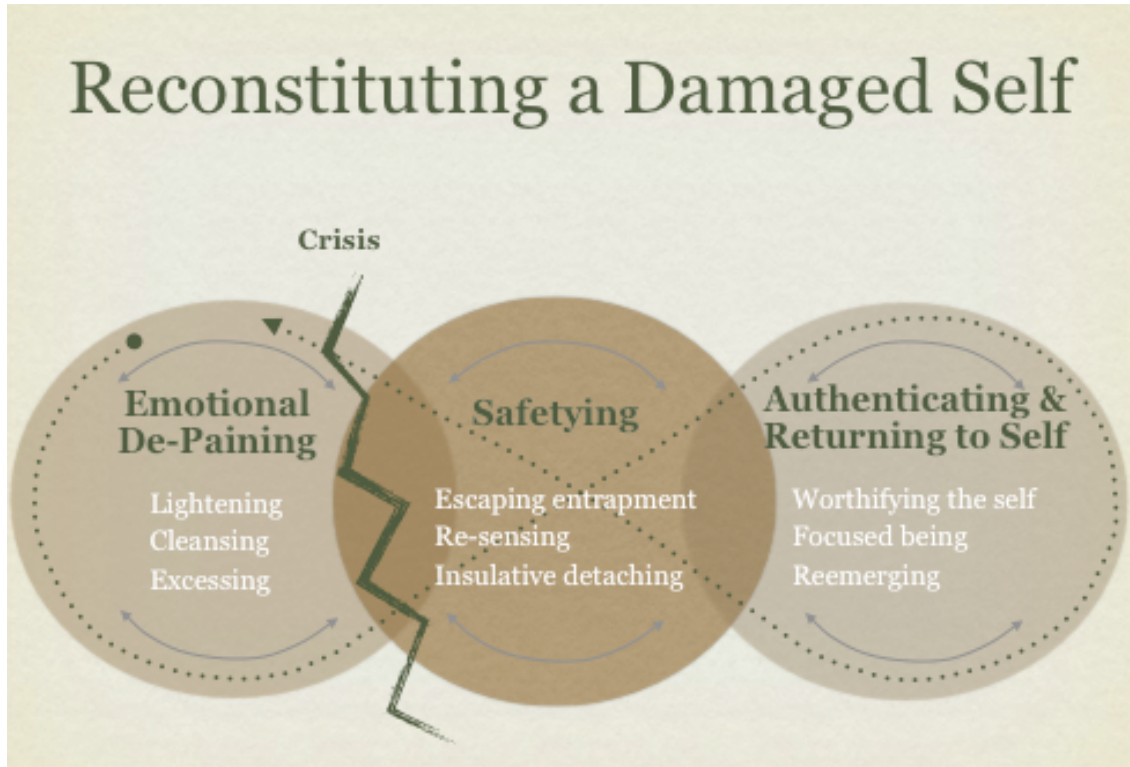 Reconstituting a Damaged Self
Crisis
Emotional
De-Paining
Lightening
Cleansing
Excessing
Safetying
Escaping entrapment
Re-sensing
Insulative detaching
Authenticating &
Returning to Self
Worthifying the self
Focused being
Reemerging